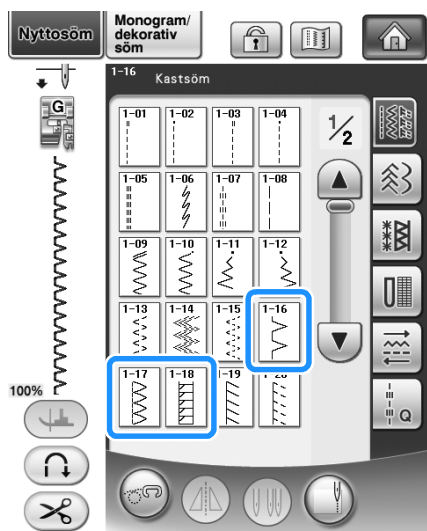 Nyttosöm
Monogram/
dekorativ
söm
1-16
Kastsöm
G
1-01 1-02 1-03 1-04
1/2
1-05 1-06 1-07 1-08
1-09 1-10 1-11 1-12
1-13 1-14 1-15 1-16
1-17 1-18 1-19 1-20
100%
Q